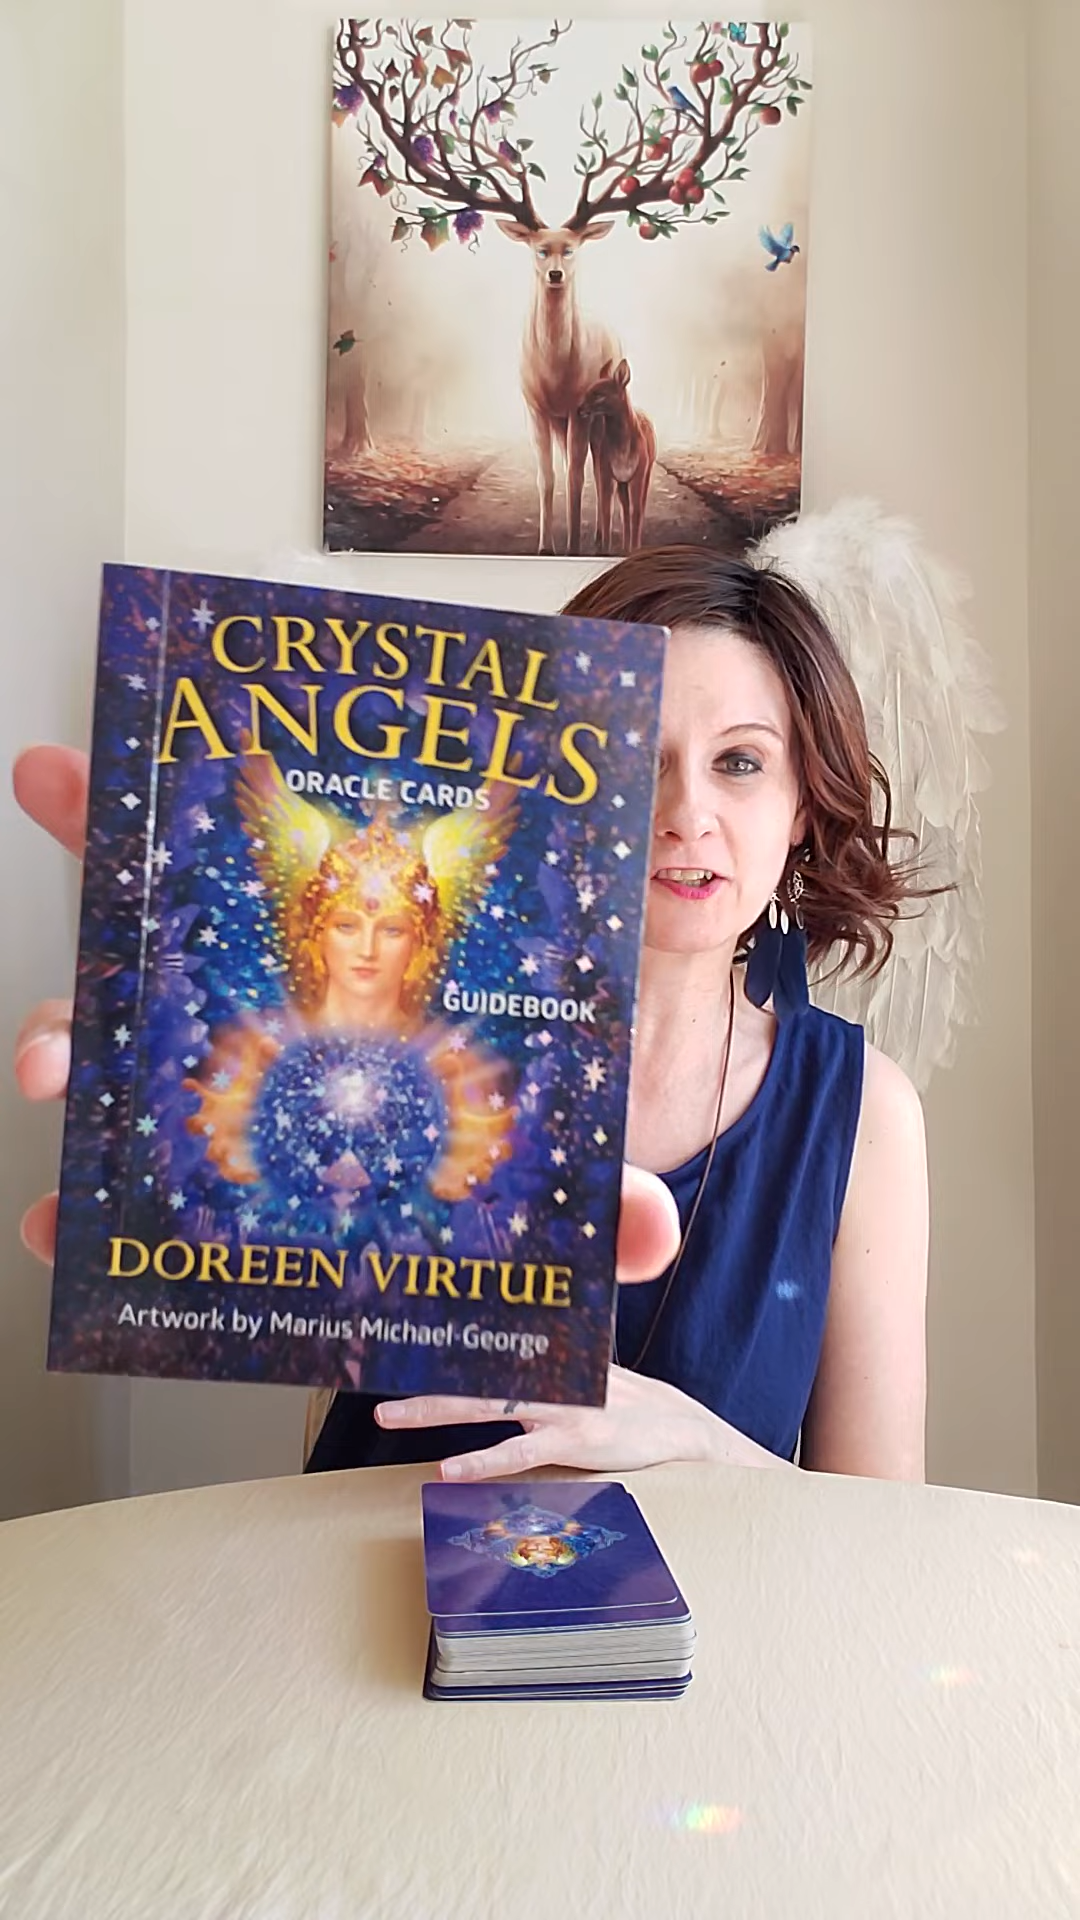 CRYSTAL
ANGELS
ORACLE CARDS
GUIDEBOOK
DOREEN VIRTUE
Artwork by Marius Michael-George